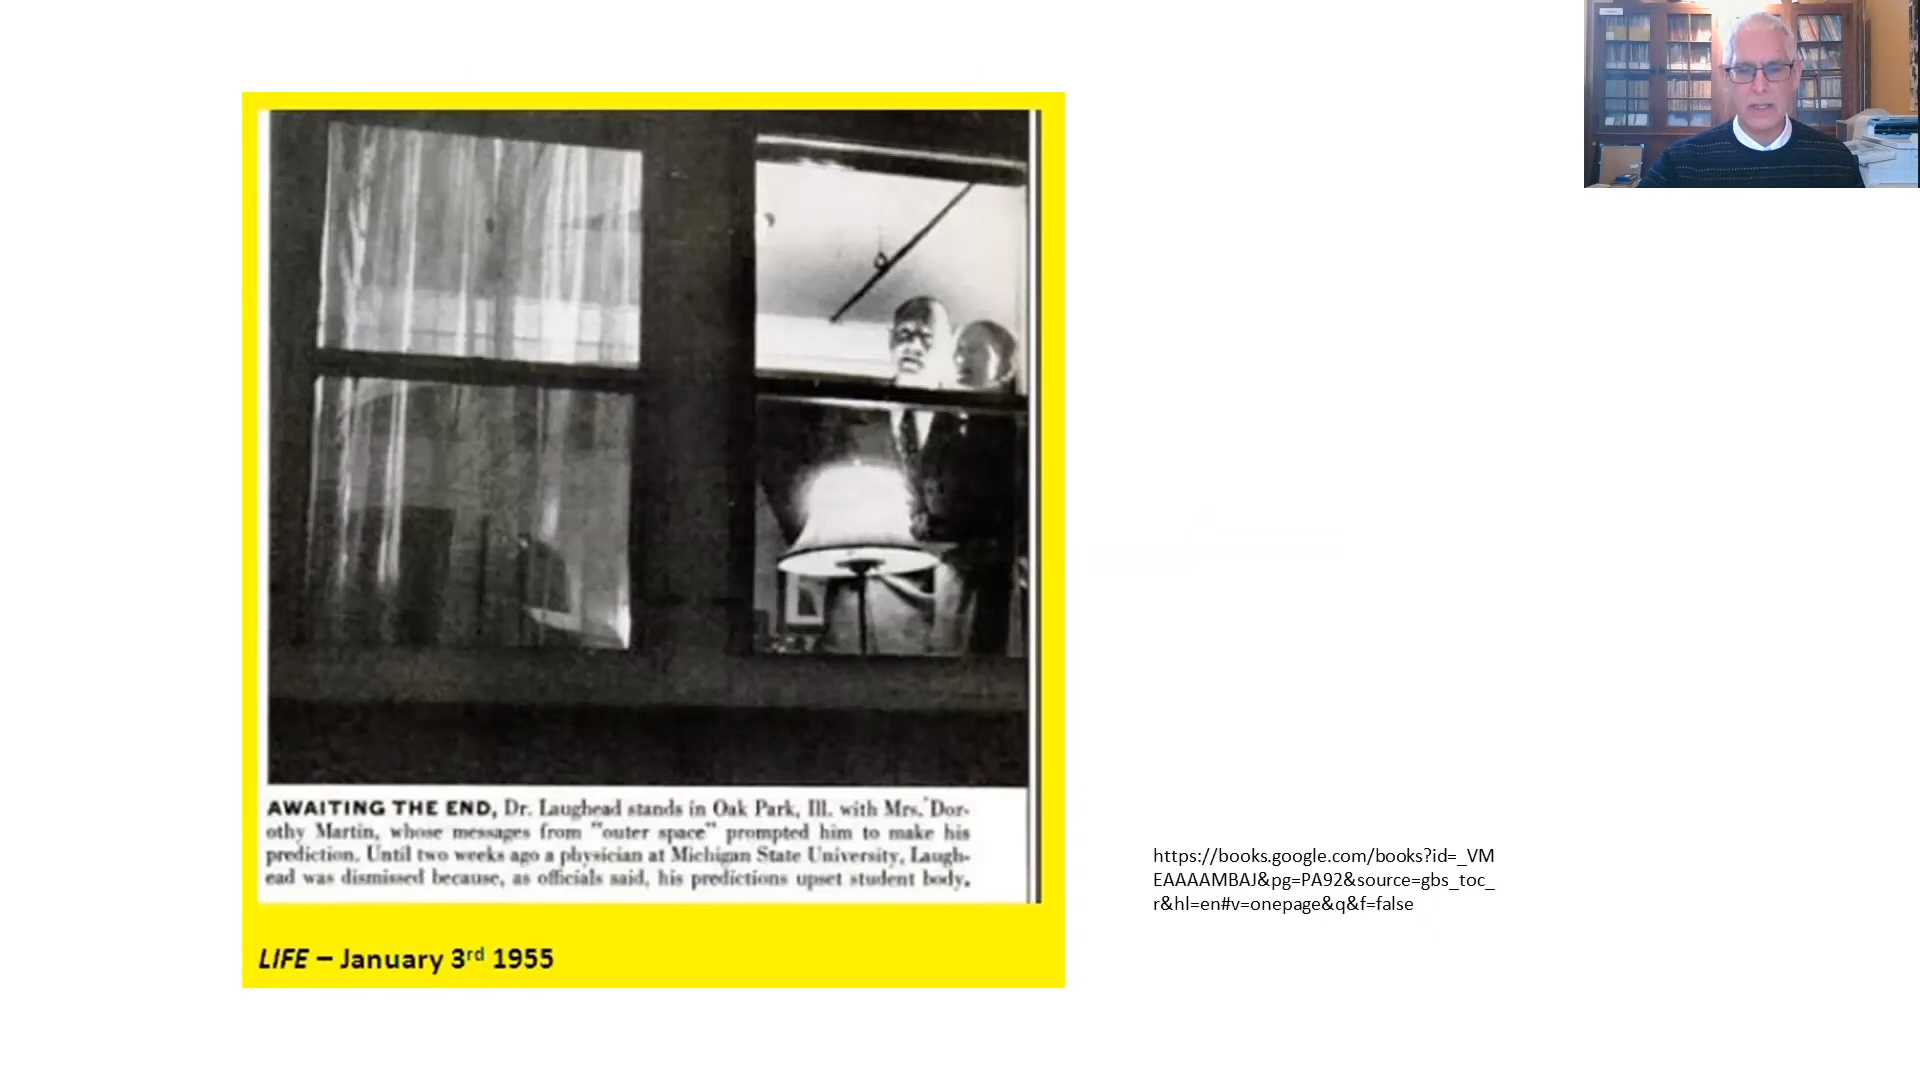 AWAITING THE END, Dr. Laughead stands in Oak Park, Ill. with Mrs. Dor-
othy Martin, whose messages from "outer space" prompted him to make his
prediction. Until two weeks ago a physician at Michigan State University, Laugh-
ead was dismissed because, as officials said, his predictions upset student body.
LIFE – January 3rd 1955
https://books.google.com/books?id=_VM
EAAAAMBAJ&pg=PA92&source=gbs_toc_
r&hl=en#v=onepage&q&f=false